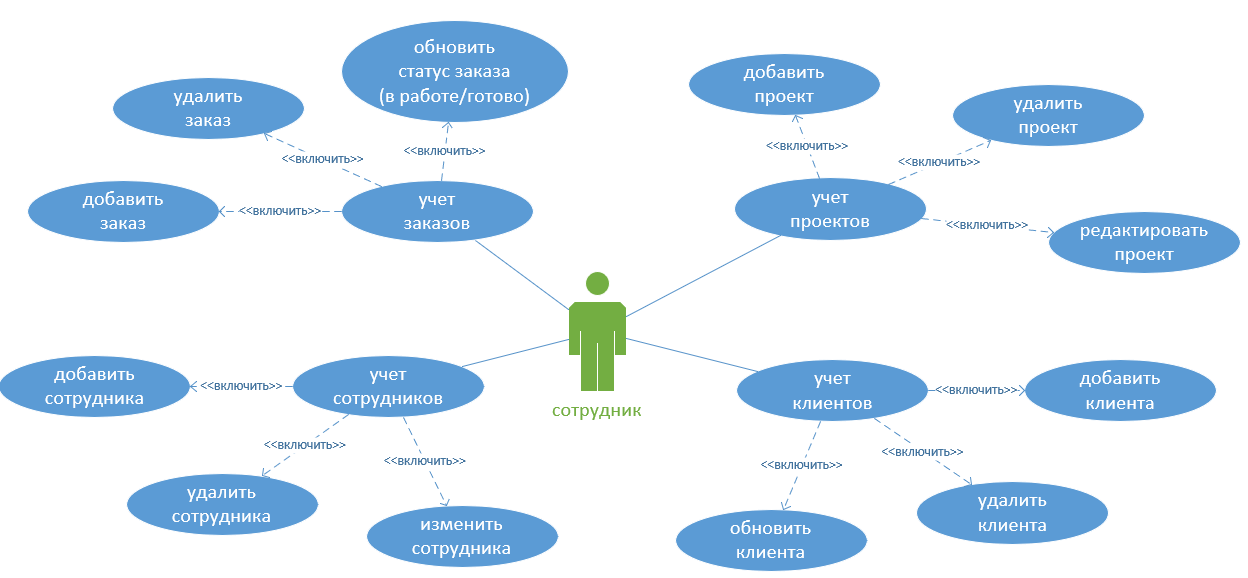 обновить
статус заказа
(в работе/готово)
удалить
заказ
<<включить>>
<<включить>>
добавить
заказ
<<включить>>
учет
заказов
добавить
проект
удалить
проект
<<включить>>
<<включить>>
учет
проектов
<<включить>>
редактировать
проект
сотрудник
добавить
сотрудника
<<включить>>
учет
сотрудников
<<включить>>
<<включить>>
удалить
сотрудника
изменить
сотрудника
учет
клиентов
<<включить>>
добавить
клиента
<<включить>>
<<включить>>
удалить
клиента
обновить
клиента